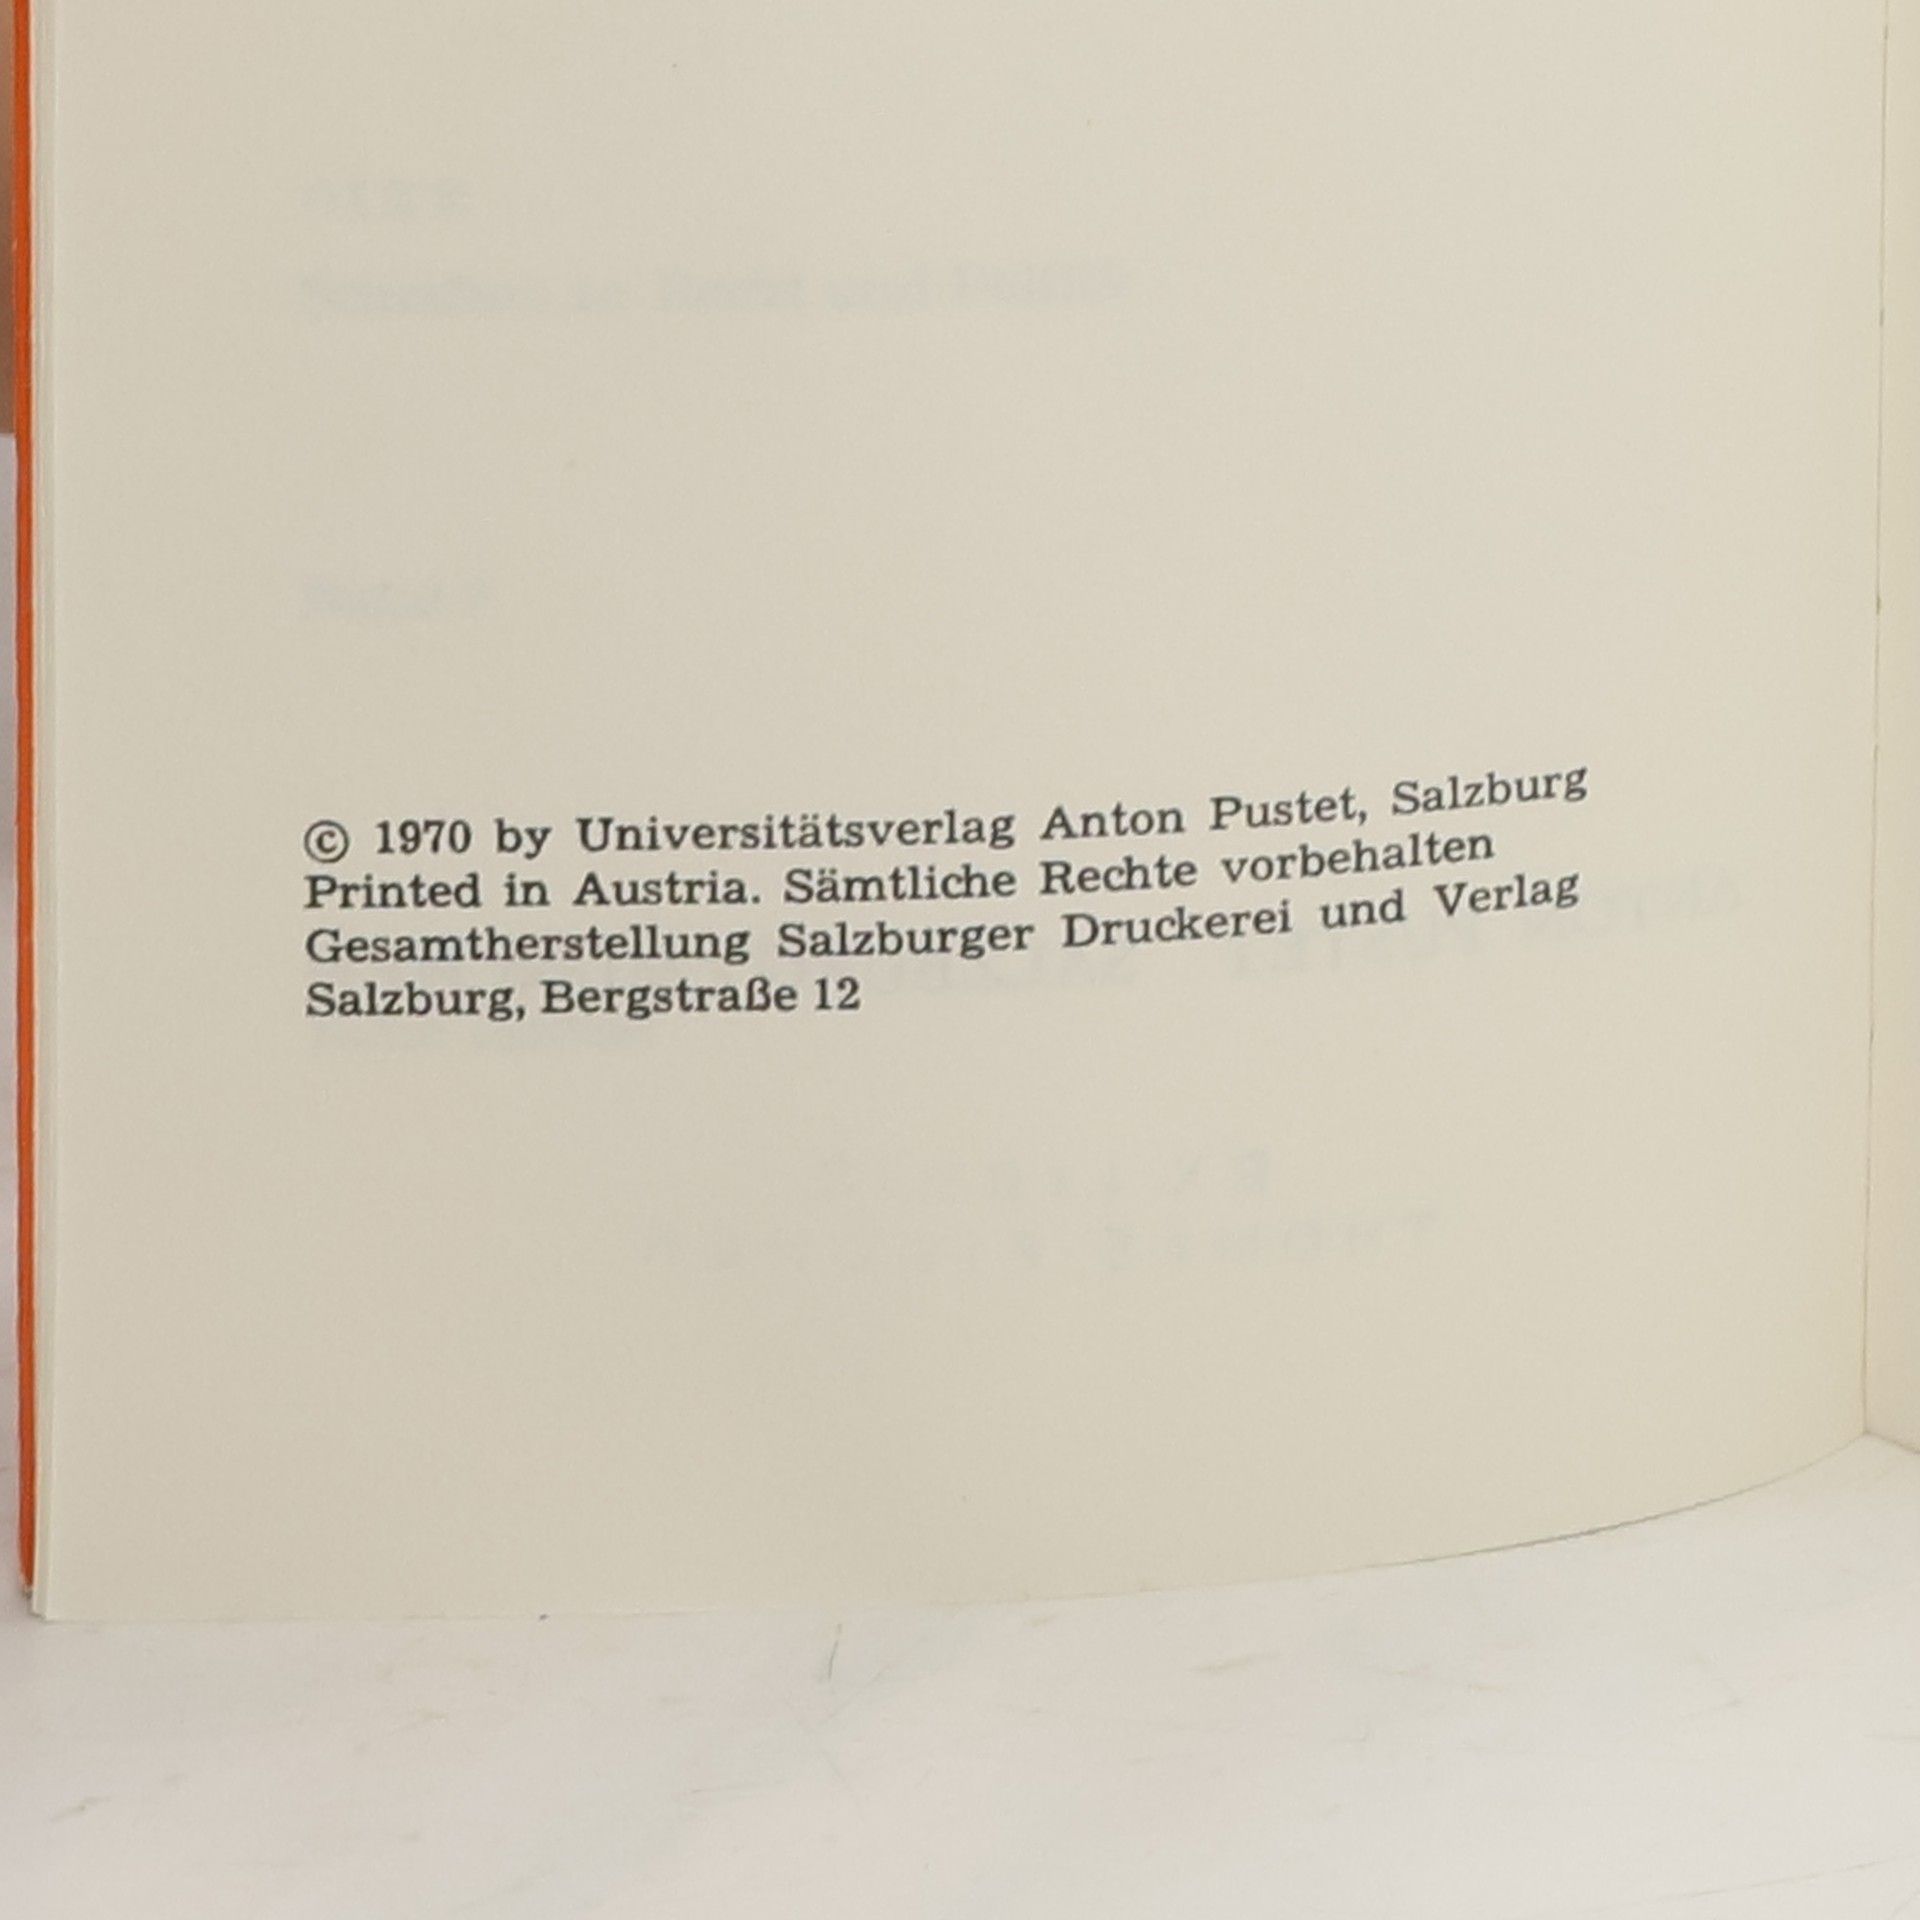 © 1970 by Universitätsverlag Anton Pustet, Salzburg
Printed in Austria. Sämtliche Rechte vorbehalten
Gesamtherstellung Salzburger Druckerei und Verlag
Salzburg, Bergstraße 12